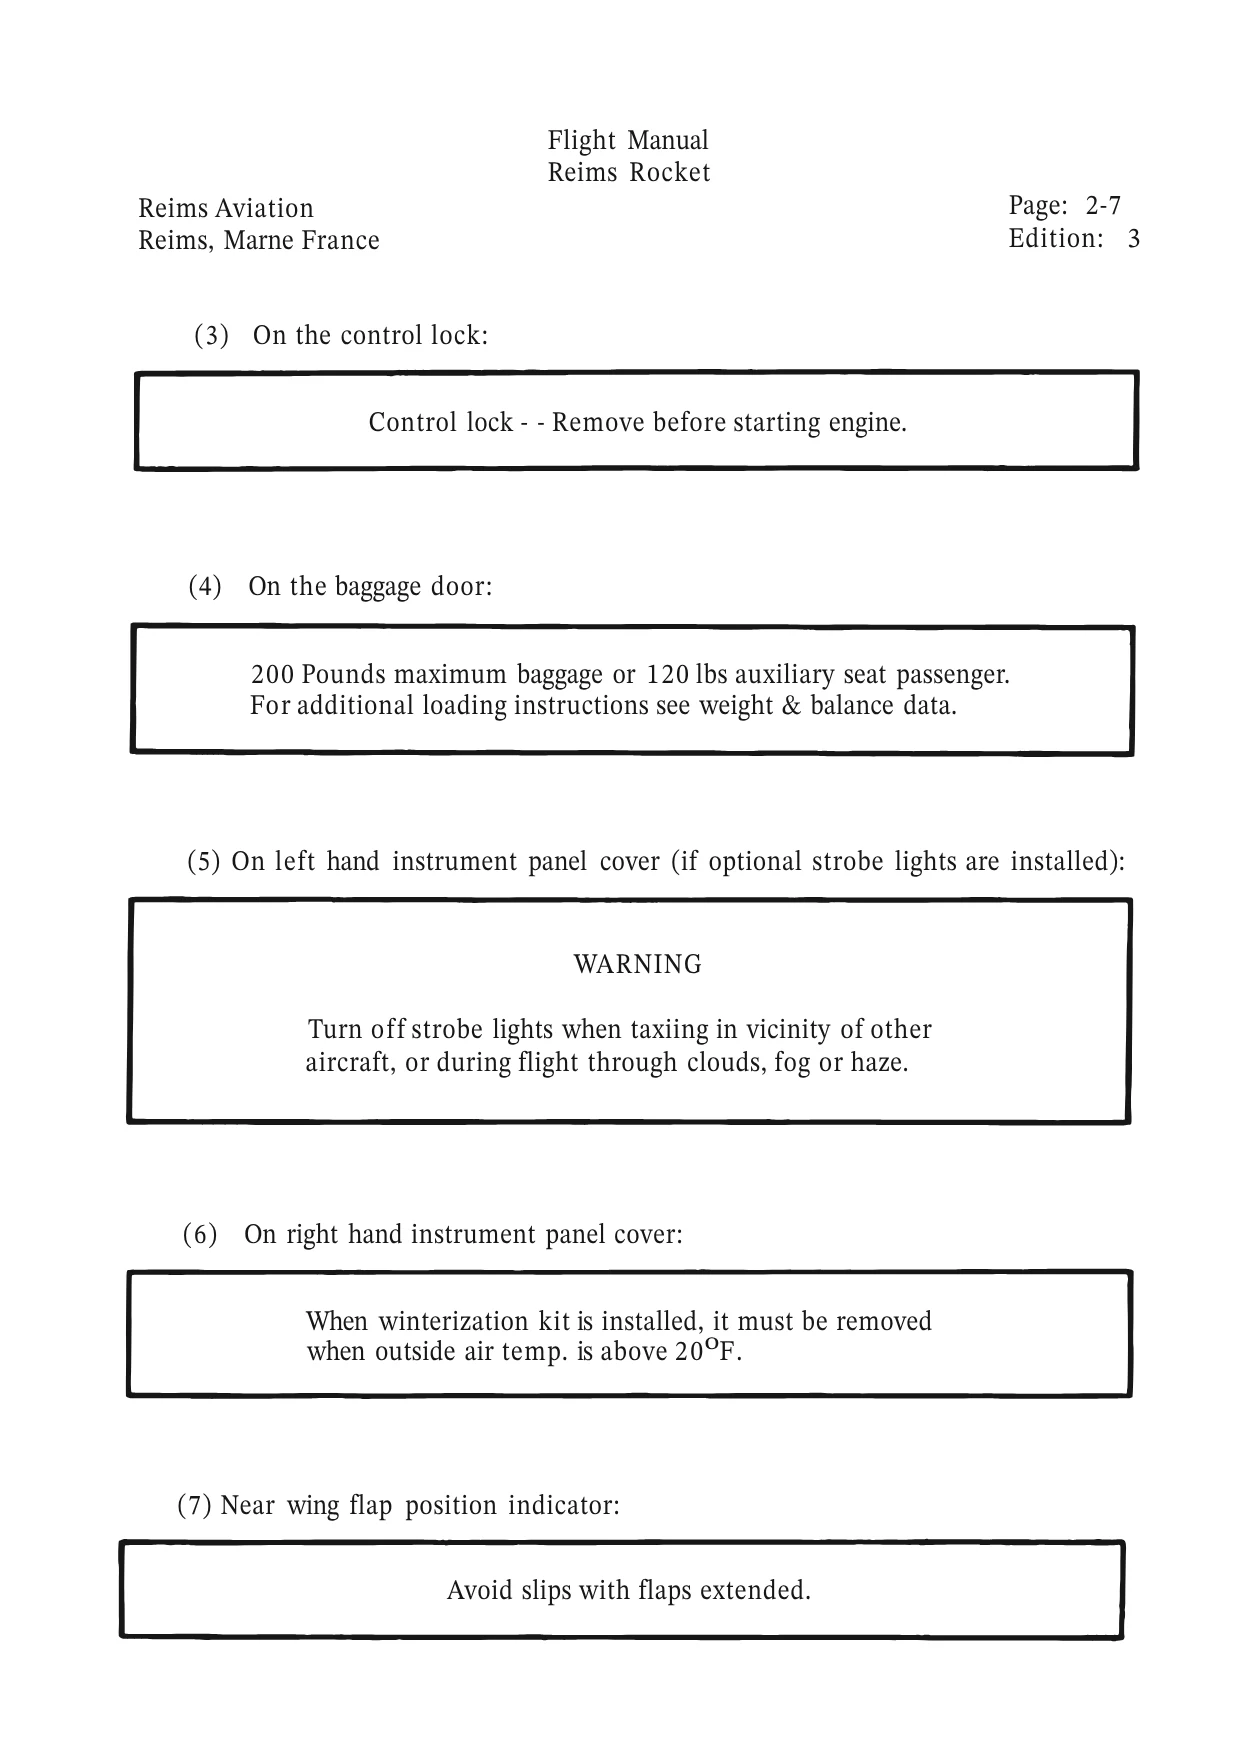 Flight Manual
Reims Rocket
Reims Aviation
Reims, Marne France
Page: 2-7
Edition: 3
(3) On the control lock:
Control lock - - Remove before starting engine.
(4) On the baggage door:
200 Pounds maximum baggage or 120 lbs auxiliary seat passenger.
For additional loading instructions see weight & balance data.
(5) On left hand instrument panel cover (if optional strobe lights are installed):
WARNING
Turn off strobe lights when taxiing in vicinity of other
aircraft, or during flight through clouds, fog or haze.
(6) On right hand instrument panel cover:
When winterization kit is installed, it must be removed
when outside air temp. is above 20ºF.
(7) Near wing flap position indicator:
Avoid slips with flaps extended.